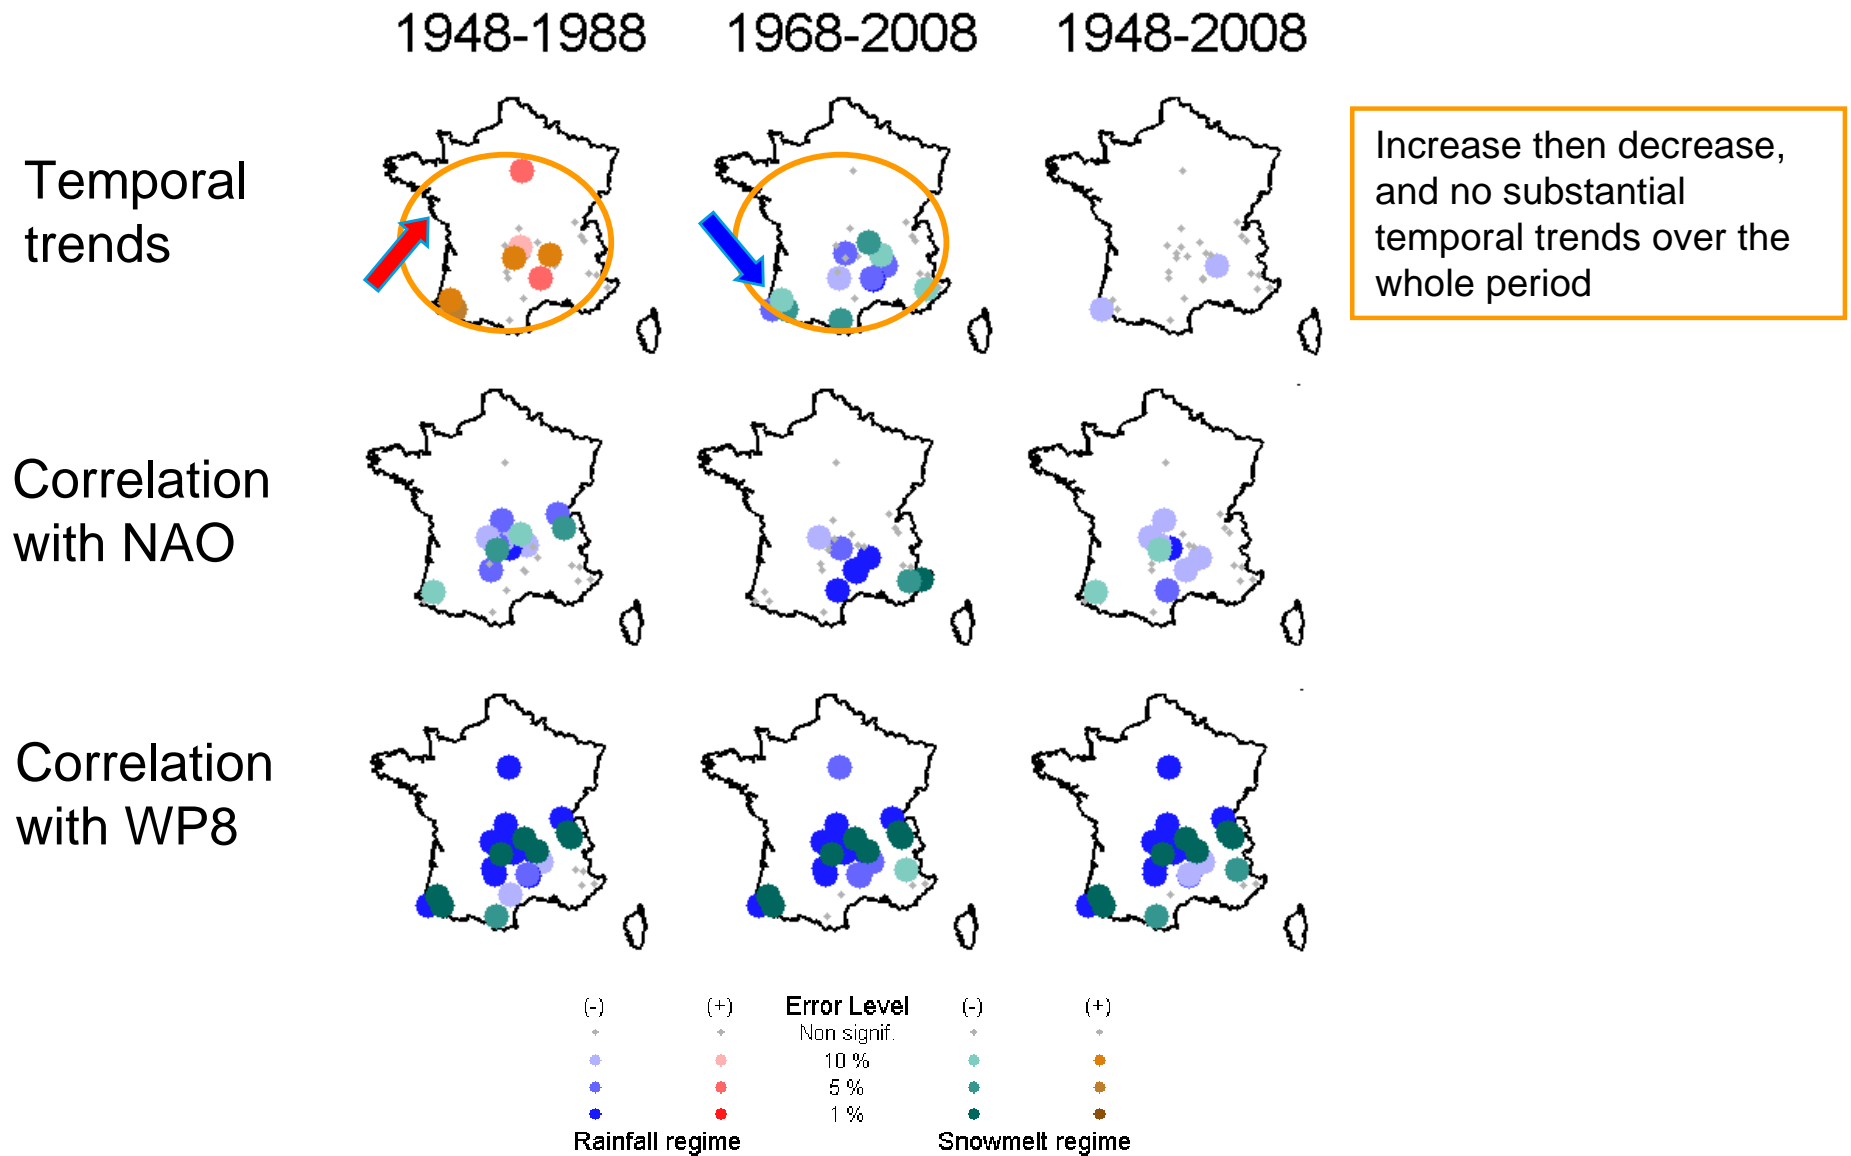 1948-1988 1968-2008 1948-2008
Temporal
trends
Increase then decrease,
and no substantial
temporal trends over the
whole period
Correlation
with NAO
Correlation
with WP8
(-) (+) Error Level (-) (+)
Non signif.
10 %
5 %
1 %
Rainfall regime Snowmelt regime